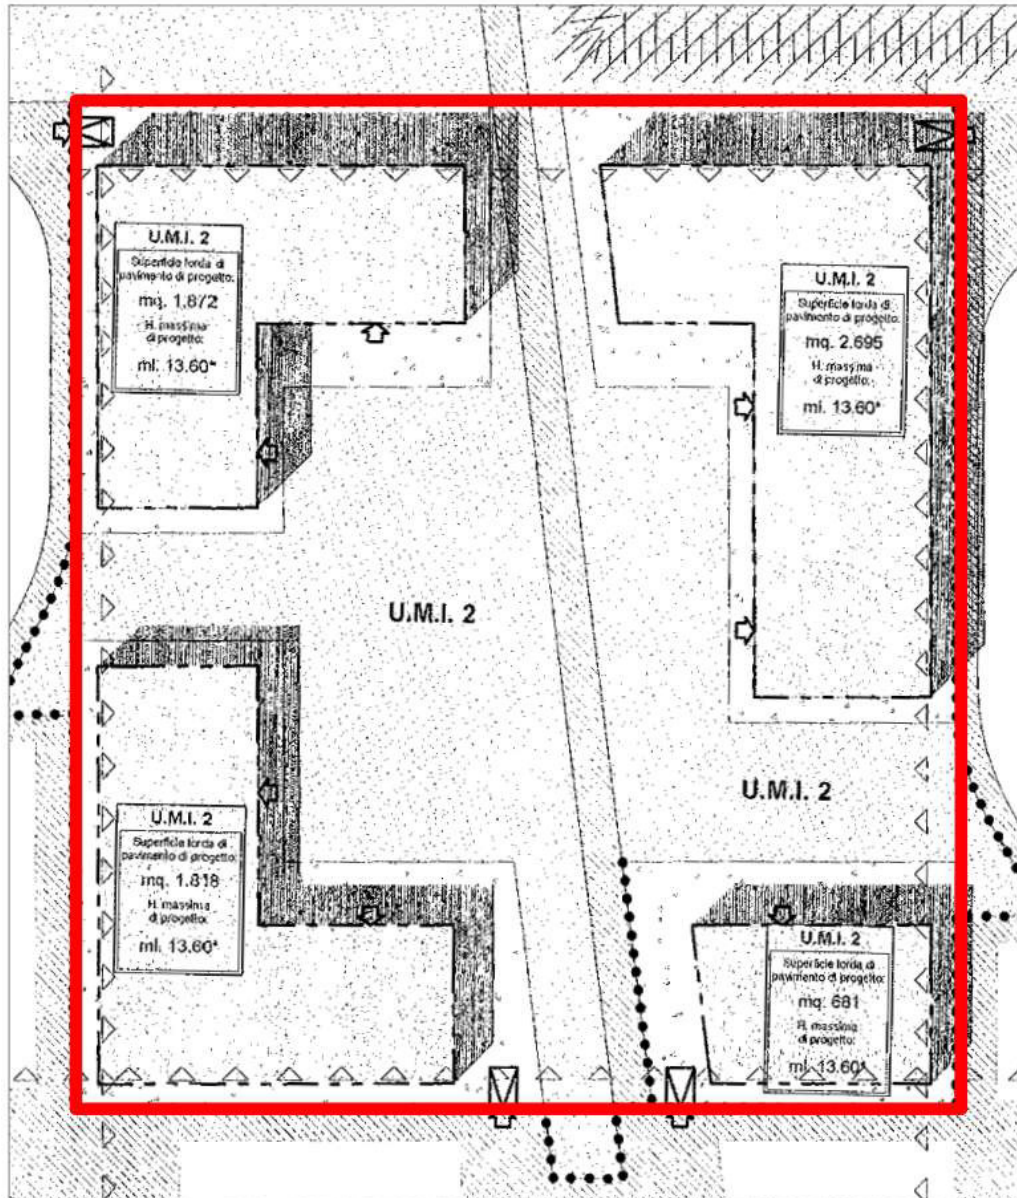 U.M.I. 2
Superficie lorda di
pavimento di progetto:
mq. 1.872
H. massima
di progetto:
ml. 13.60*
U.M.I. 2
Superficie lorda di
pavimento di progetto:
mq. 2.695
H. massima
di progetto:
ml. 13.60*
U.M.I. 2
U.M.I. 2
U.M.I. 2
Superficie lorda di
pavimento di progetto:
mq. 1.818
H. massima
di progetto:
ml. 13.60*
U.M.I. 2
Superficie lorda di
pavimento di progetto:
mq. 681
H. massima
di progetto:
ml. 13.60*